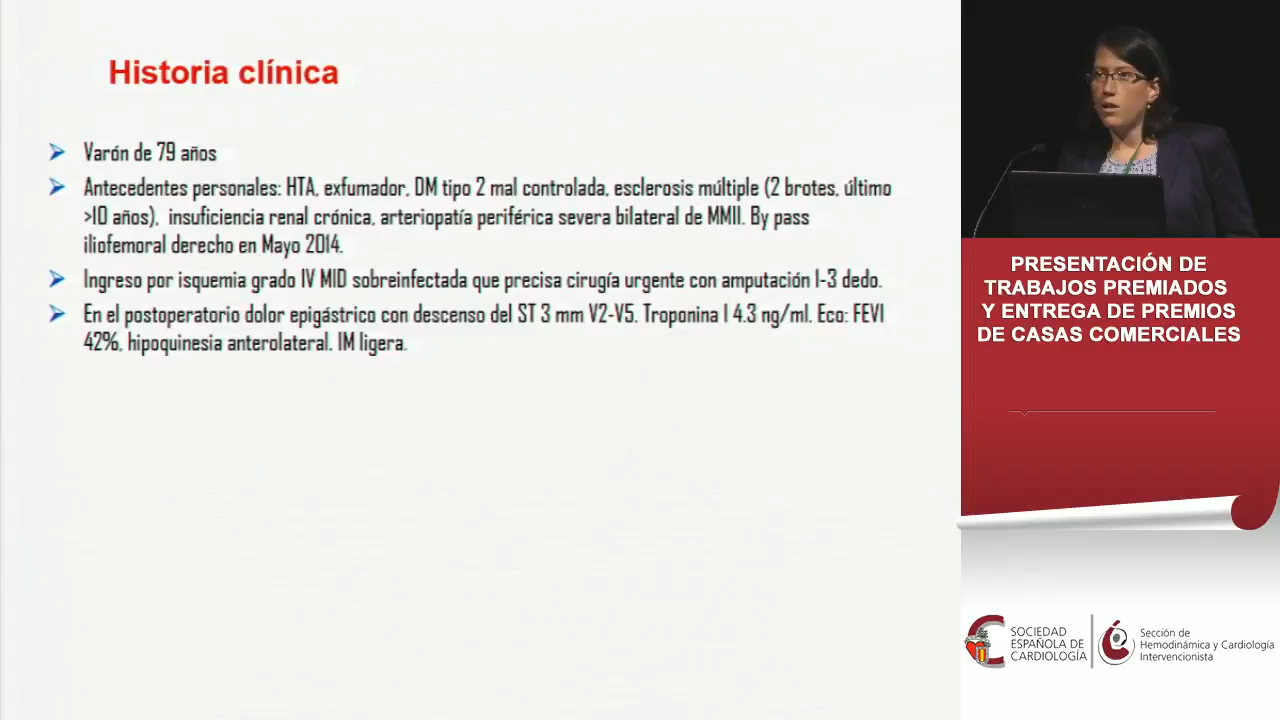 Historia clínica
Varón de 79 años
Antecedentes personales: HTA, exfumador, DM tipo 2 mal controlada, esclerosis múltiple (2 brotes, último
>10 años), insuficiencia renal crónica, arteriopatía periférica severa bilateral de MMII. By pass
iliofemoral derecho en Mayo 2014.
Ingreso por isquemia grado IV MID sobreinfectada que precisa cirugía urgente con amputación 1-3 dedo.
En el postoperatorio dolor epigástrico con descenso del ST 3 mm V2-V5. Troponina I 4.3 ng/ml. Eco: FEVI
42%, hipoquinesia anterolateral. IM ligera.
PRESENTACIÓN DE
TRABAJOS PREMIADOS
Y ENTREGA DE PREMIOS
DE CASAS COMERCIALES
SOCIEDAD
ESPAÑOLA DE
CARDIOLOGÍA
Sección de
Hemodinámica y Cardiología
Intervencionista